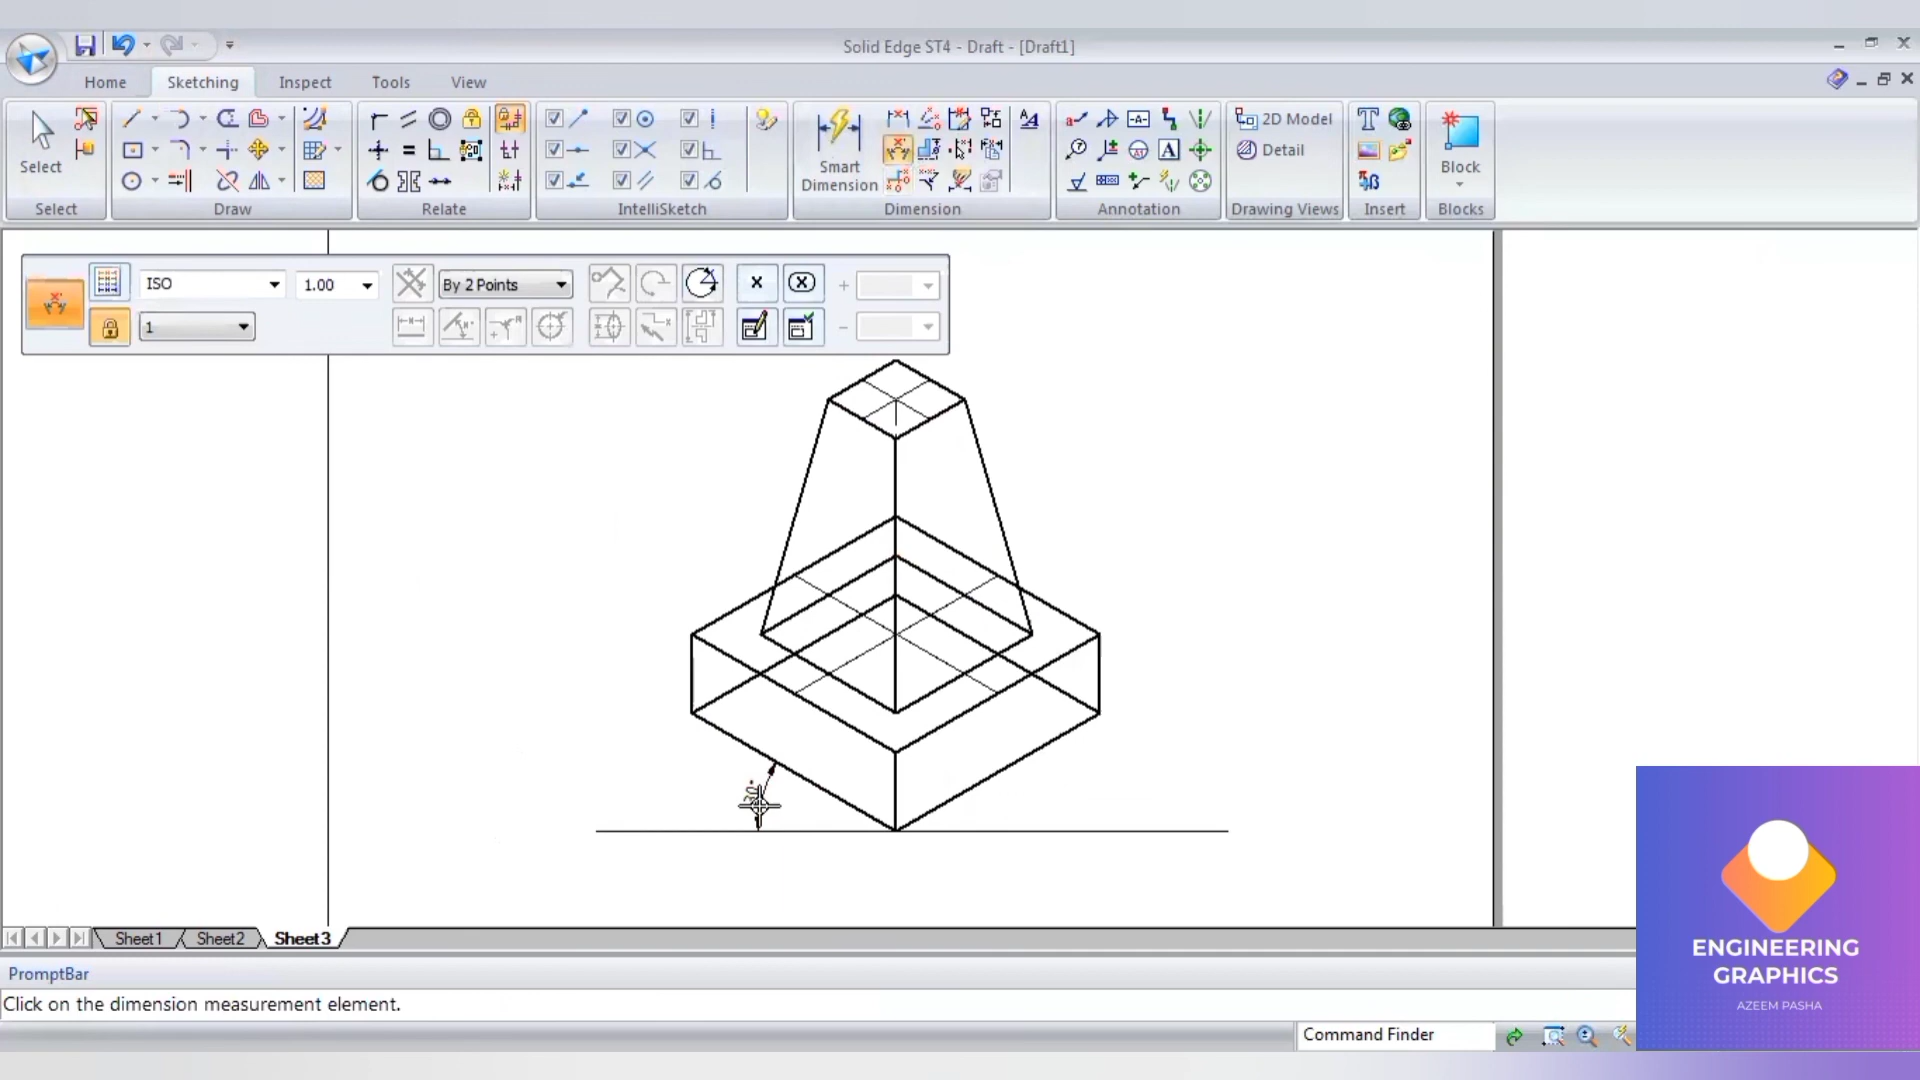 Solid Edge ST4 - Draft - [Draft1]
Home
Sketching
Inspect
Tools
View
Select
Select
Draw
Relate
IntelliSketch
Smart
Dimension
Dimension
Annotation
2D Model
Detail
Drawing Views
Insert
Block
Blocks
ISO
1.00
By 2 Points
1
30°
Sheet1
Sheet2
Sheet3
PromptBar
Click on the dimension measurement element.
Command Finder
ENGINEERING
GRAPHICS
AZEEM PASHA